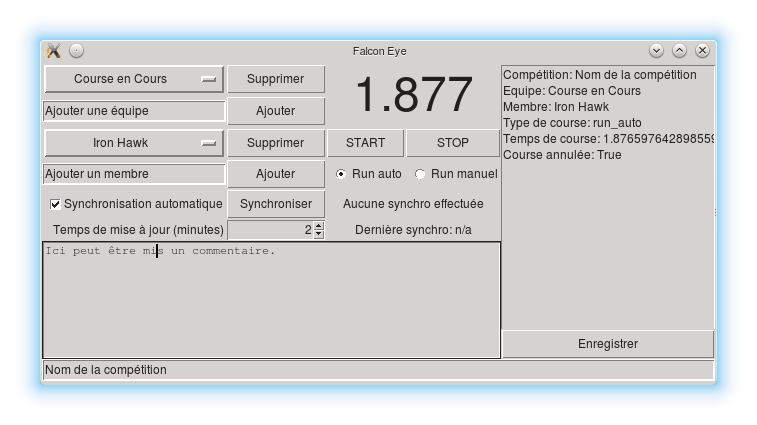 Falcon Eye
Course en Cours
Supprimer
1.877
Ajouter une équipe
Ajouter
Iron Hawk
Supprimer
START
STOP
Ajouter un membre
Ajouter
Run auto
Run manuel
Synchronisation automatique
Synchroniser
Aucune synchro effectuée
Temps de mise à jour (minutes)
2
Dernière synchro: n/a
Ici peut être mis un commentaire.
Compétition: Nom de la compétition
Equipe: Course en Cours
Membre: Iron Hawk
Type de course: run_auto
Temps de course: 1.876597642898559
Course annulée: True
Enregistrer
Nom de la compétition